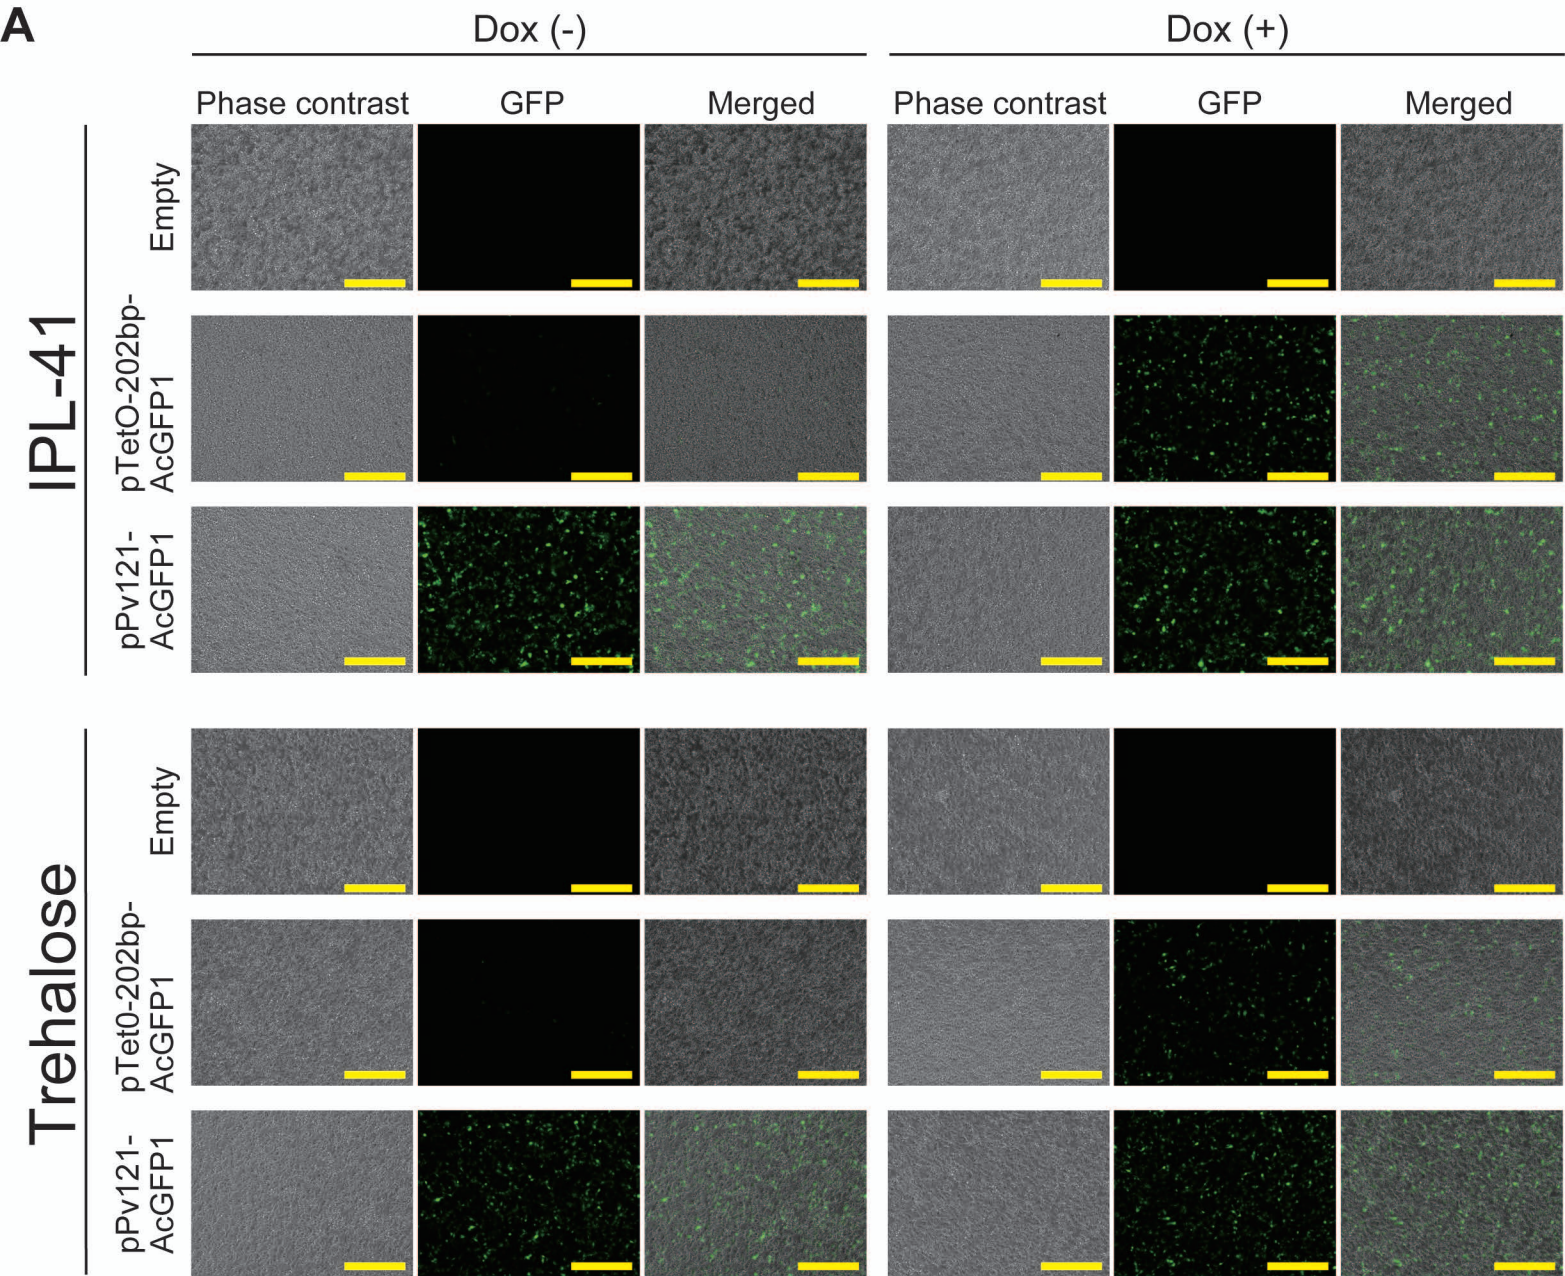 A
Dox (-)
Dox (+)
Phase contrast
GFP
Merged
Phase contrast
GFP
Merged
IPL-41
Empty
pTetO-202bp-
AcGFP1
pPv121-
AcGFP1
Trehalose
Empty
pTet0-202bp-
AcGFP1
pPv121-
AcGFP1